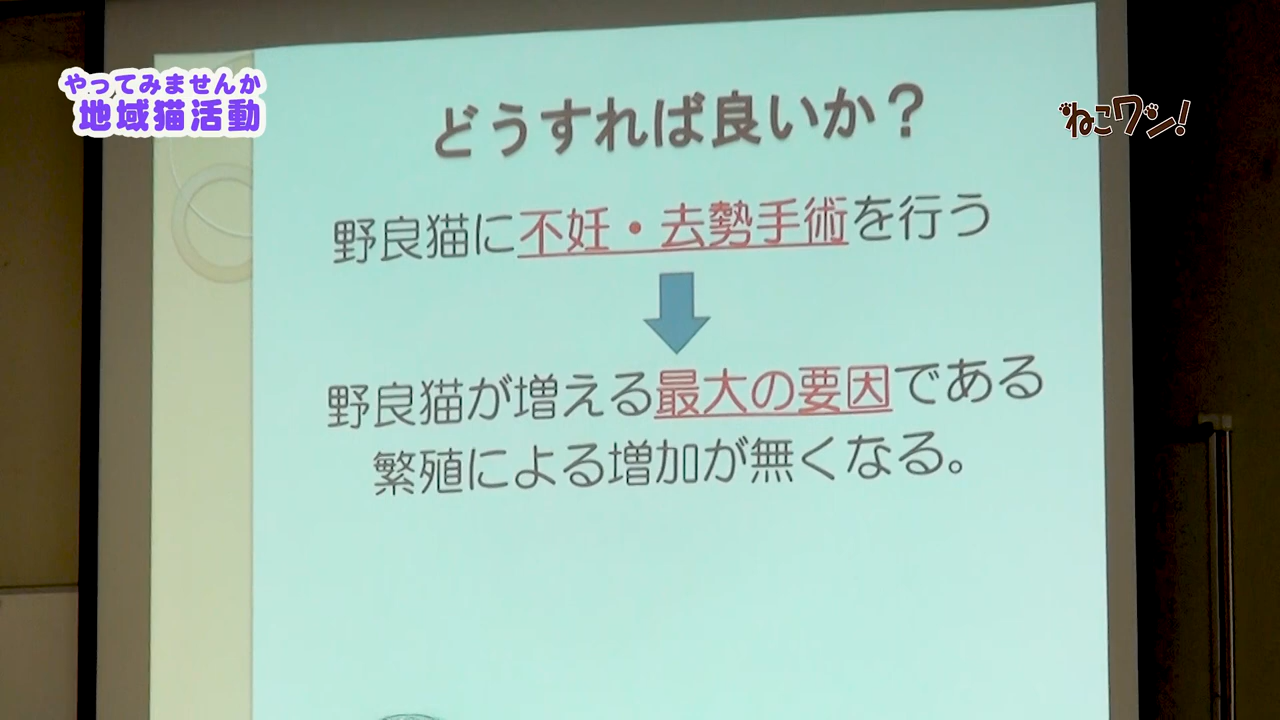 やってみませんか
地域猫活動
ねこワン!
どうすれば良いか?
野良猫に不妊・去勢手術を行う
野良猫が増える最大の要因である
繁殖による増加が無くなる。